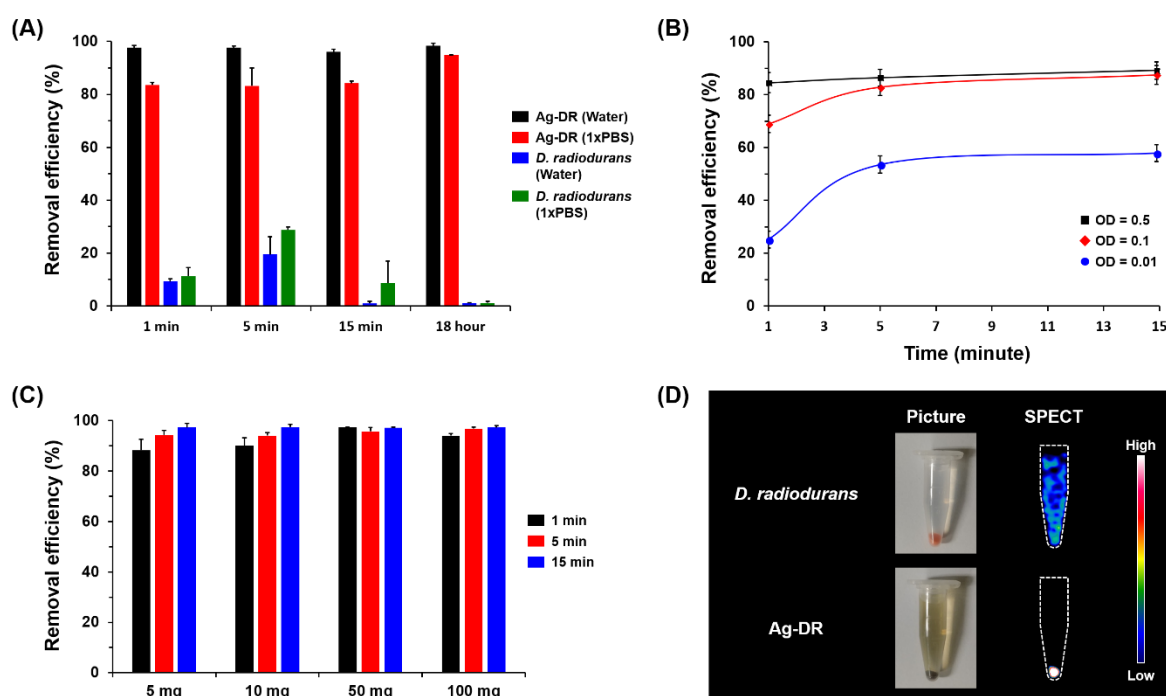 (A)
Removal efficiency (%)
100
80
60
40
20
0
1 min
5 min
15 min
18 hour
Ag-DR (Water)
Ag-DR (1xPBS)
D. radiodurans
(Water)
D. radiodurans
(1xPBS)
(B)
Removal efficiency (%)
100
80
60
40
20
0
1
3
5
7
9
11
13
15
Time (minute)
OD = 0.5
OD = 0.1
OD = 0.01
(C)
Removal efficiency (%)
100
80
60
40
20
0
5 mg
10 mg
50 mg
100 mg
1 min
5 min
15 min
(D)
Picture
SPECT
D. radiodurans
Ag-DR
High
Low